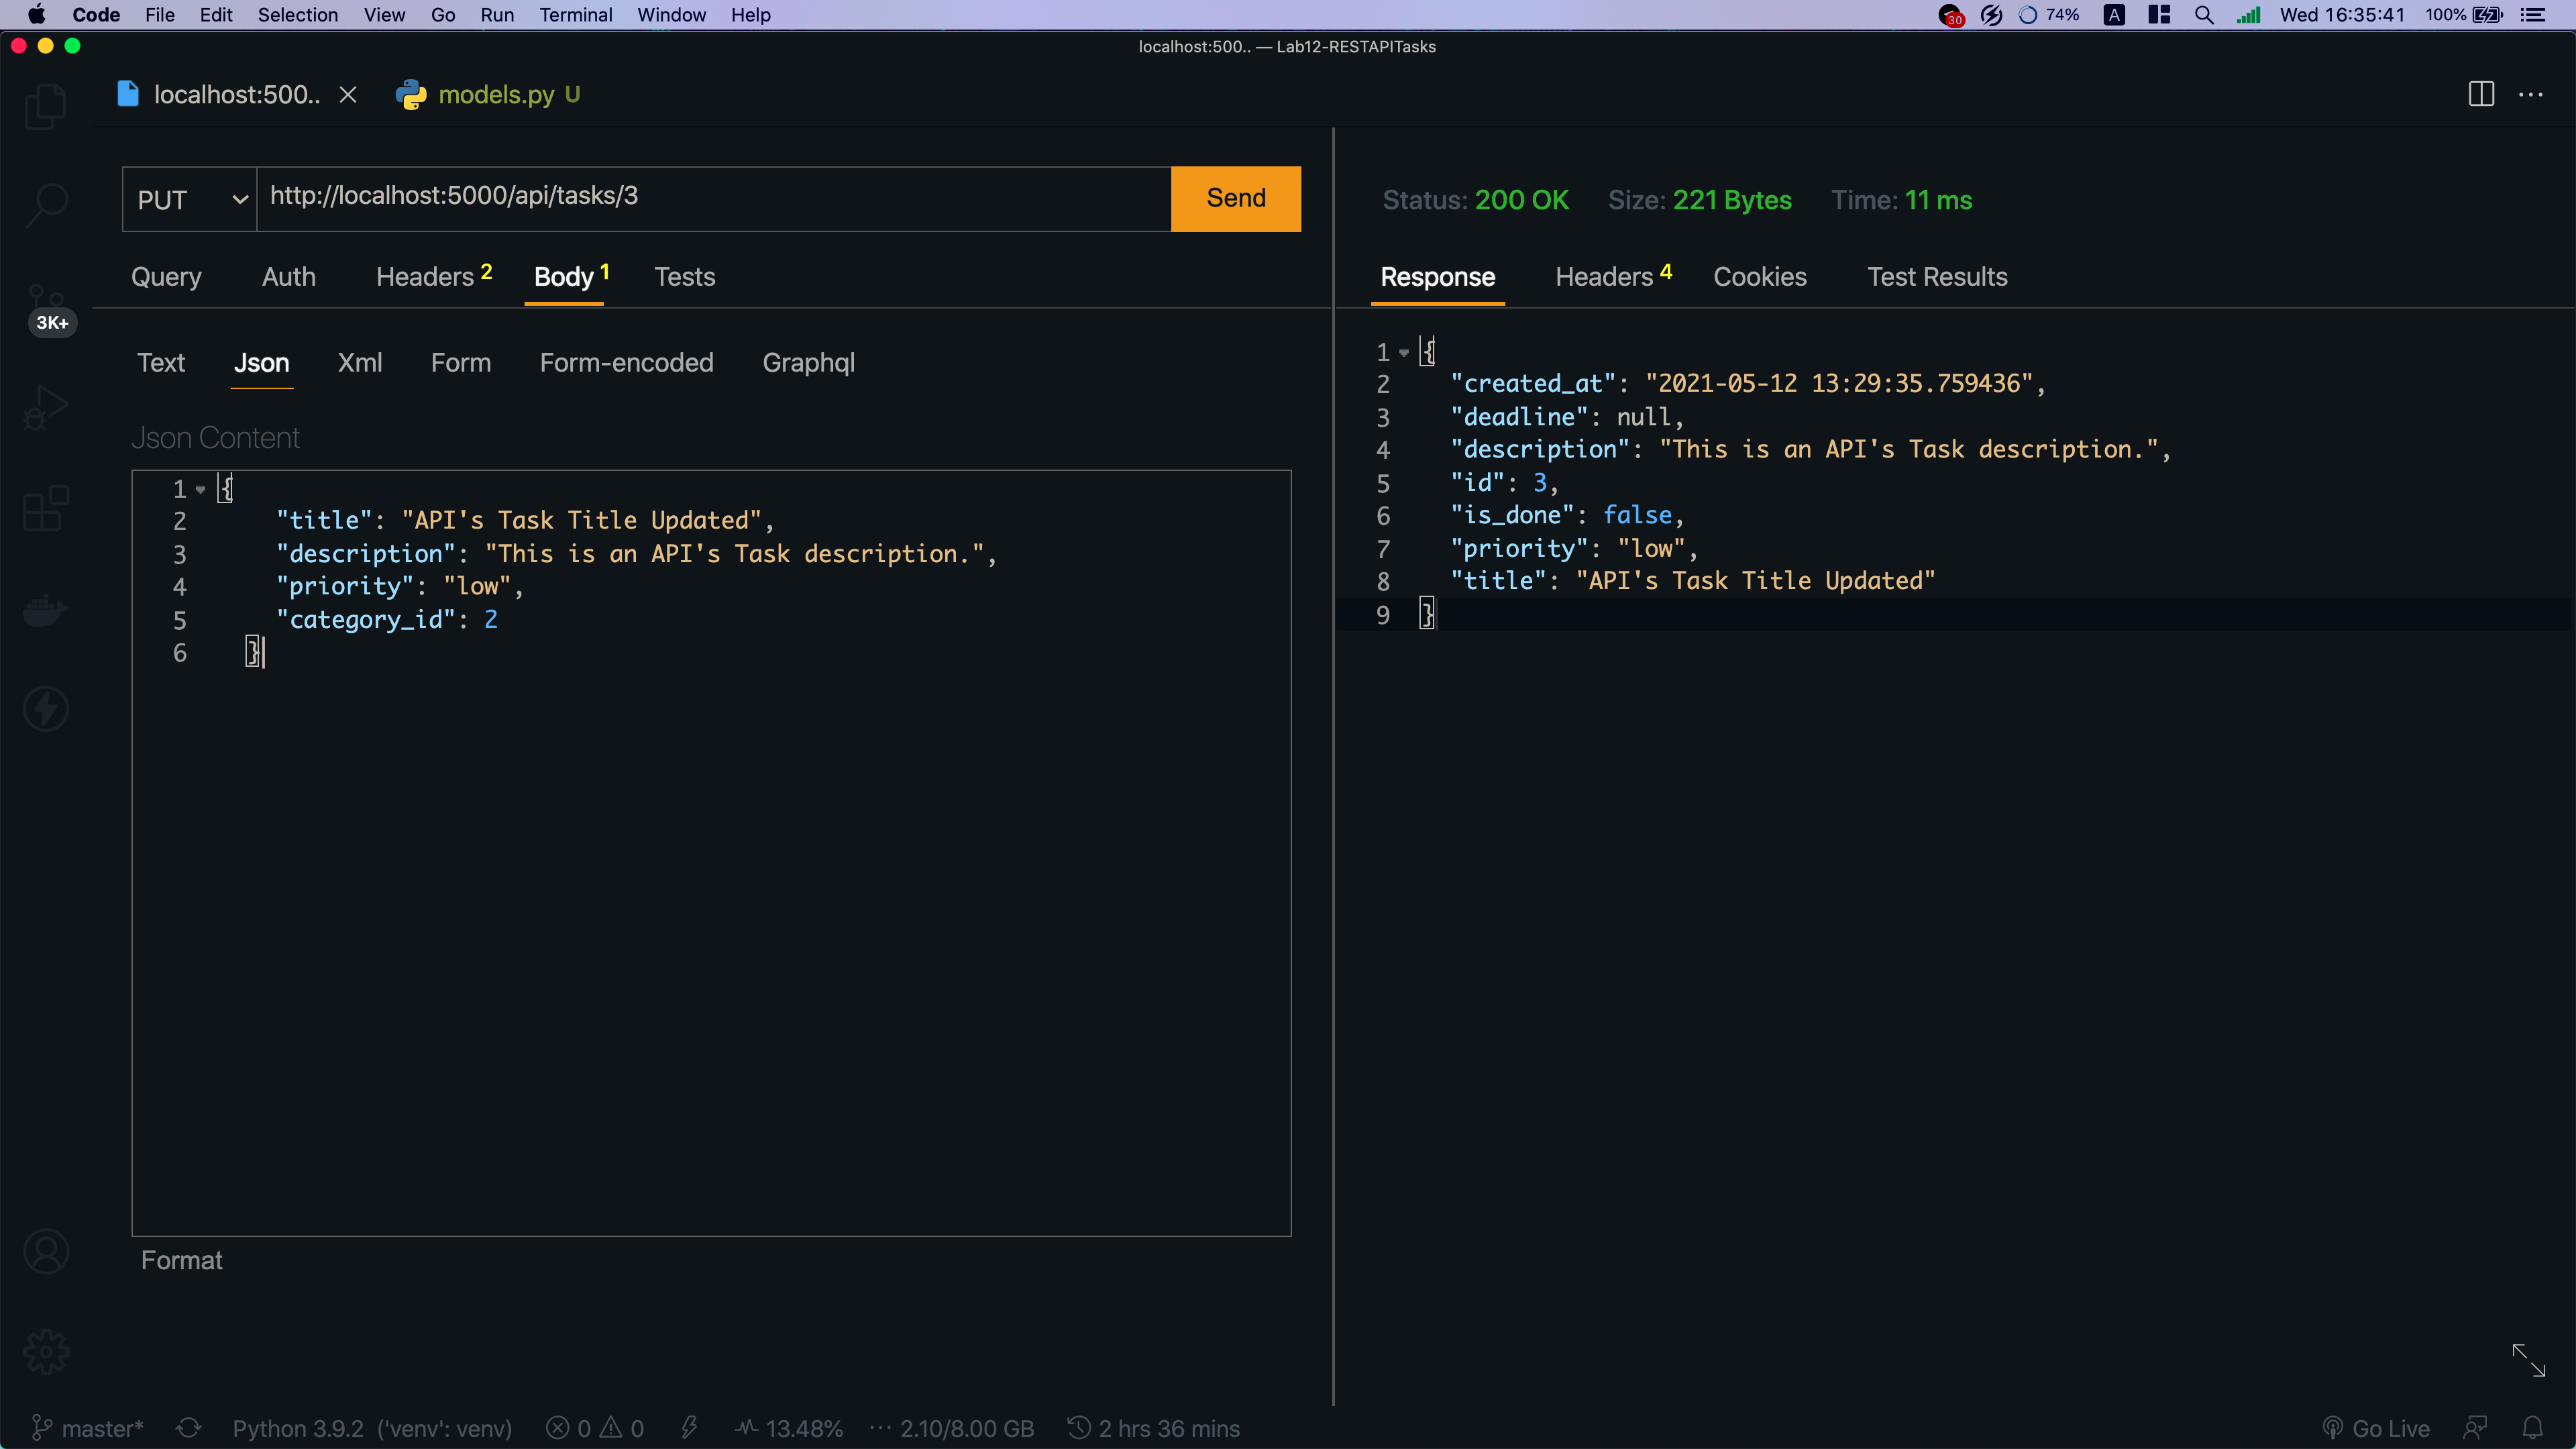 Code File Edit Selection View Go Run Terminal Window Help 30 74% A Wed 16:35:41 100%
localhost:500.. — Lab12-RESTAPITasks
localhost:500.. models.py U
PUT http://localhost:5000/api/tasks/3 Send
Status: 200 OK Size: 221 Bytes Time: 11 ms
Query Auth Headers 2 Body 1 Tests
Response Headers 4 Cookies Test Results
3K+
Text Json Xml Form Form-encoded Graphql
Json Content
1 {
2 "title": "API's Task Title Updated",
3 "description": "This is an API's Task description.",
4 "priority": "low",
5 "category_id": 2
6 }
Format
1 {
2 "created_at": "2021-05-12 13:29:35.759436",
3 "deadline": null,
4 "description": "This is an API's Task description.",
5 "id": 3,
6 "is_done": false,
7 "priority": "low",
8 "title": "API's Task Title Updated"
9 }
master* Python 3.9.2 ('venv': venv) 0 0 13.48% ··· 2.10/8.00 GB 2 hrs 36 mins Go Live